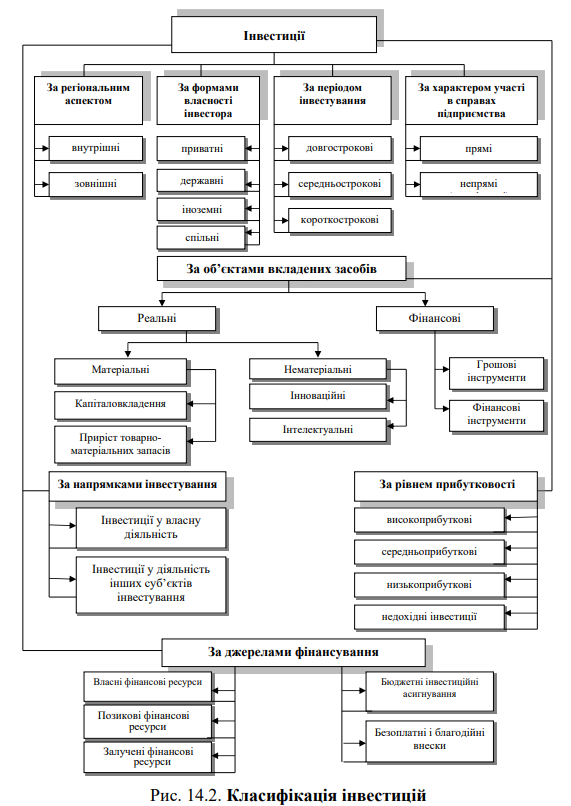 Інвестиції
За регіональним
аспектом
внутрішні
зовнішні
За формами
власності
інвестора
приватні
державні
іноземні
спільні
За періодом
інвестування
довгострокові
середньострокові
короткострокові
За характером участі
в справах
підприємства
прямі
непрямі
За об’єктами вкладених засобів
Реальні
Фінансові
Матеріальні
Капіталовкладення
Приріст товарно-
матеріальних запасів
Нематеріальні
Інноваційні
Інтелектуальні
Грошові
інструменти
Фінансові
інструменти
За напрямками інвестування
Інвестиції у власну
діяльність
Інвестиції у діяльність
інших суб’єктів
інвестування
За рівнем прибутковості
високоприбуткові
середньоприбуткові
низькоприбуткові
недохідні інвестиції
За джерелами фінансування
Власні фінансові ресурси
Позикові фінансові
ресурси
Залучені фінансові
ресурси
Бюджетні інвестиційні
асигнування
Безоплатні і благодійні
внески
Рис. 14.2. Класифікація інвестицій